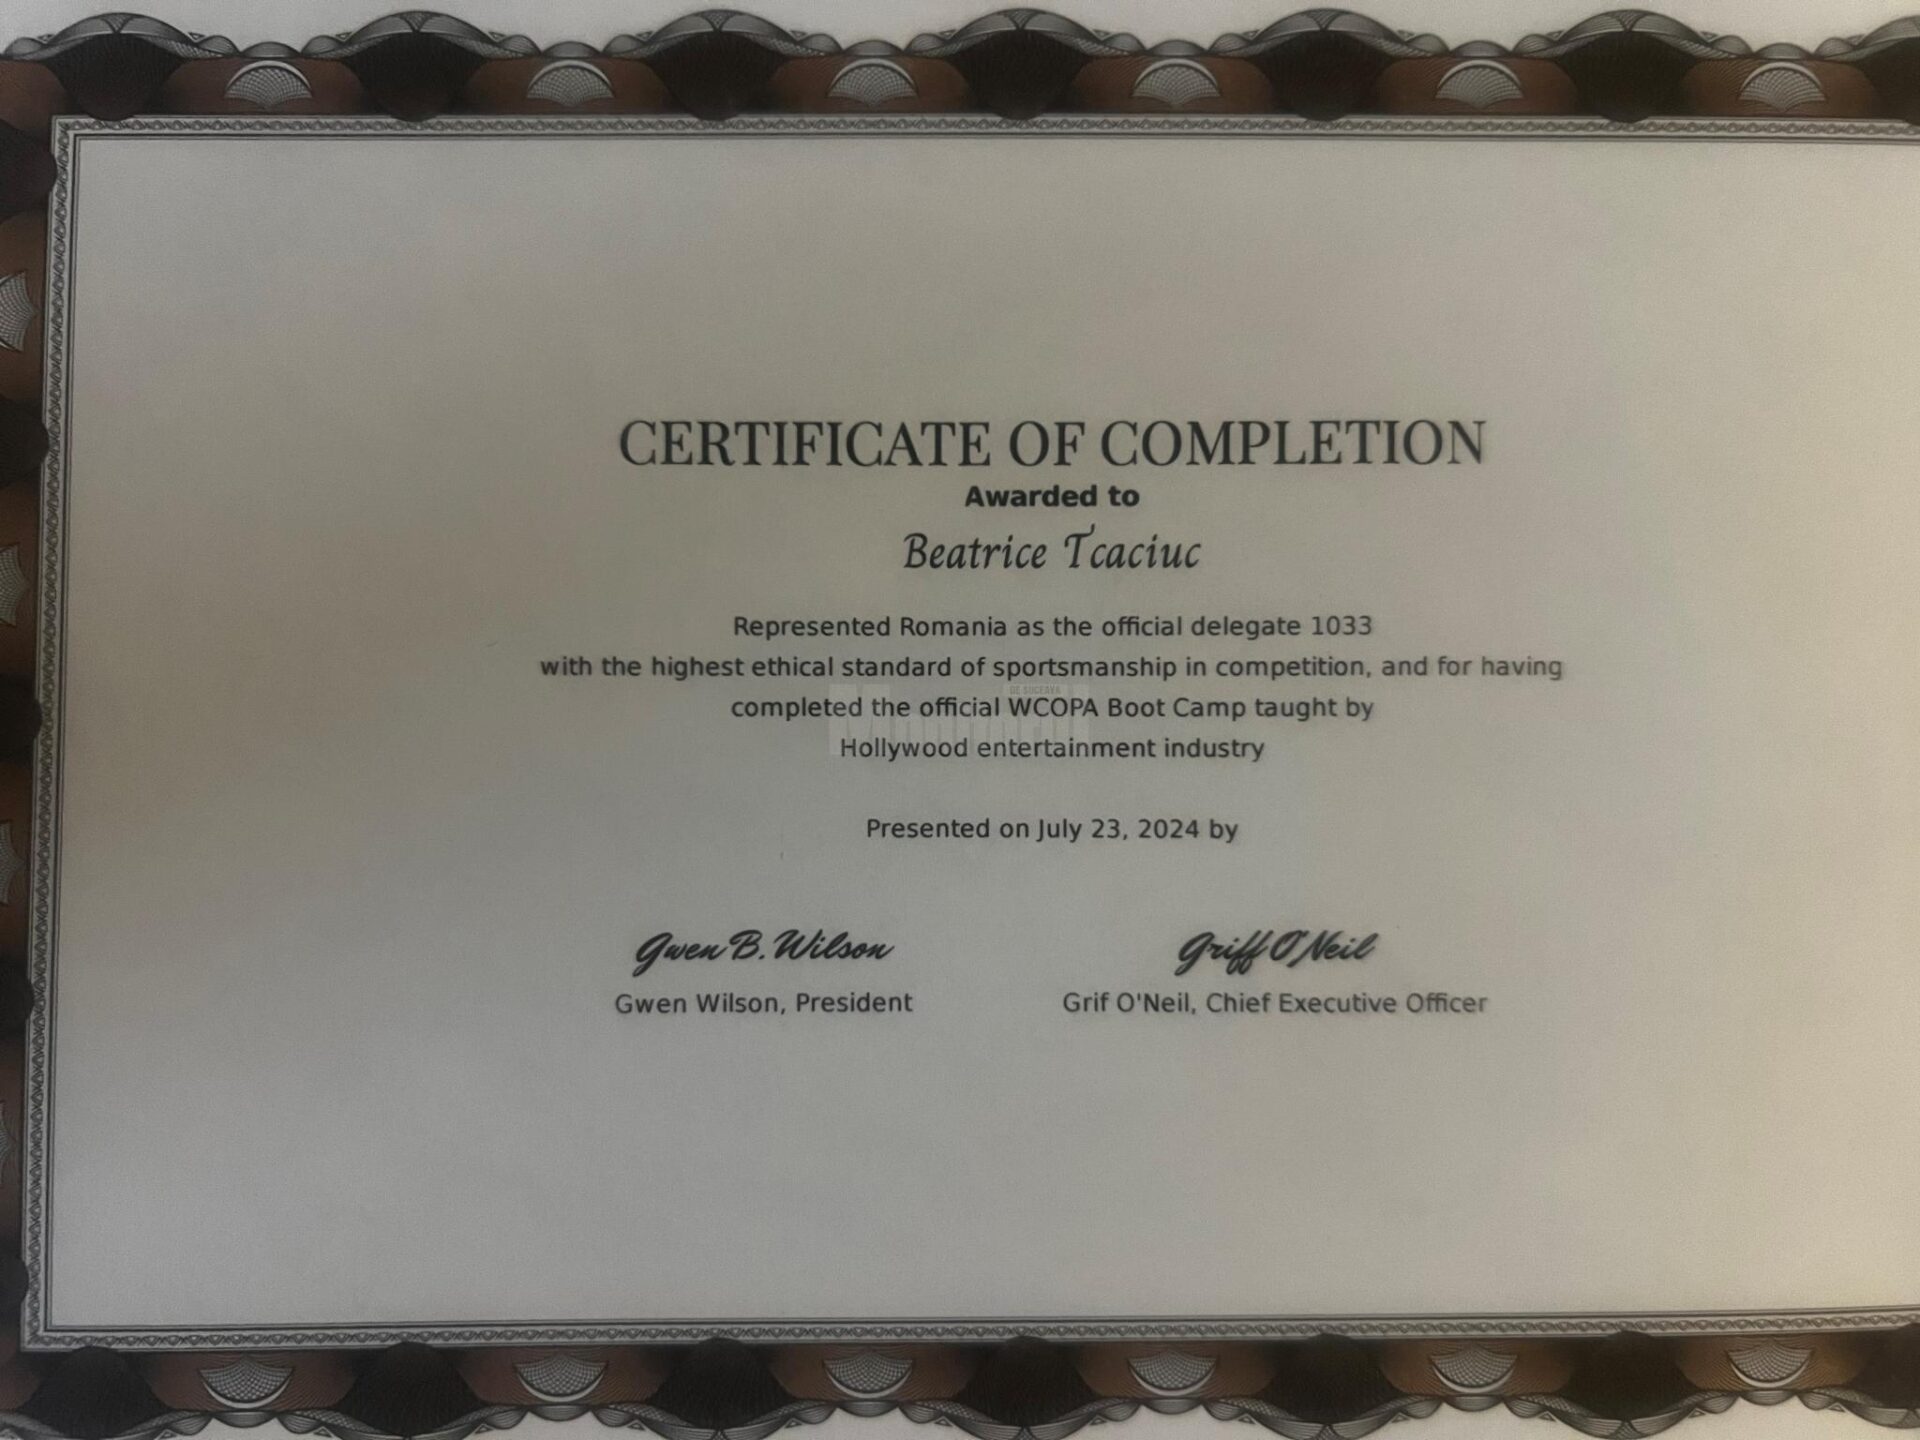 CERTIFICATE OF COMPLETION
Awarded to
Beatrice Tcaciuc
Represented Romania as the official delegate 1033
with the highest ethical standard of sportsmanship in competition, and for having
completed the official WCOPA Boot Camp taught by
Hollywood entertainment industry
Presented on July 23, 2024 by
Gwen B. Wilson
Griff O'Neil
Gwen Wilson, President
Grif O'Neil, Chief Executive Officer
DE SUCEAVA